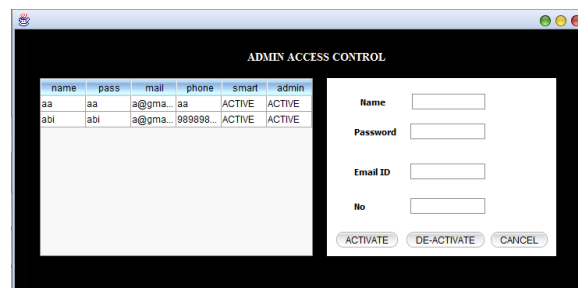 ADMIN ACCESS CONTROL
name pass mail phone smart admin
aa aa a@gma... aa ACTIVE ACTIVE
abi abi a@gma... 989898... ACTIVE ACTIVE
Name
Password
Email ID
No
ACTIVATE DE-ACTIVATE CANCEL